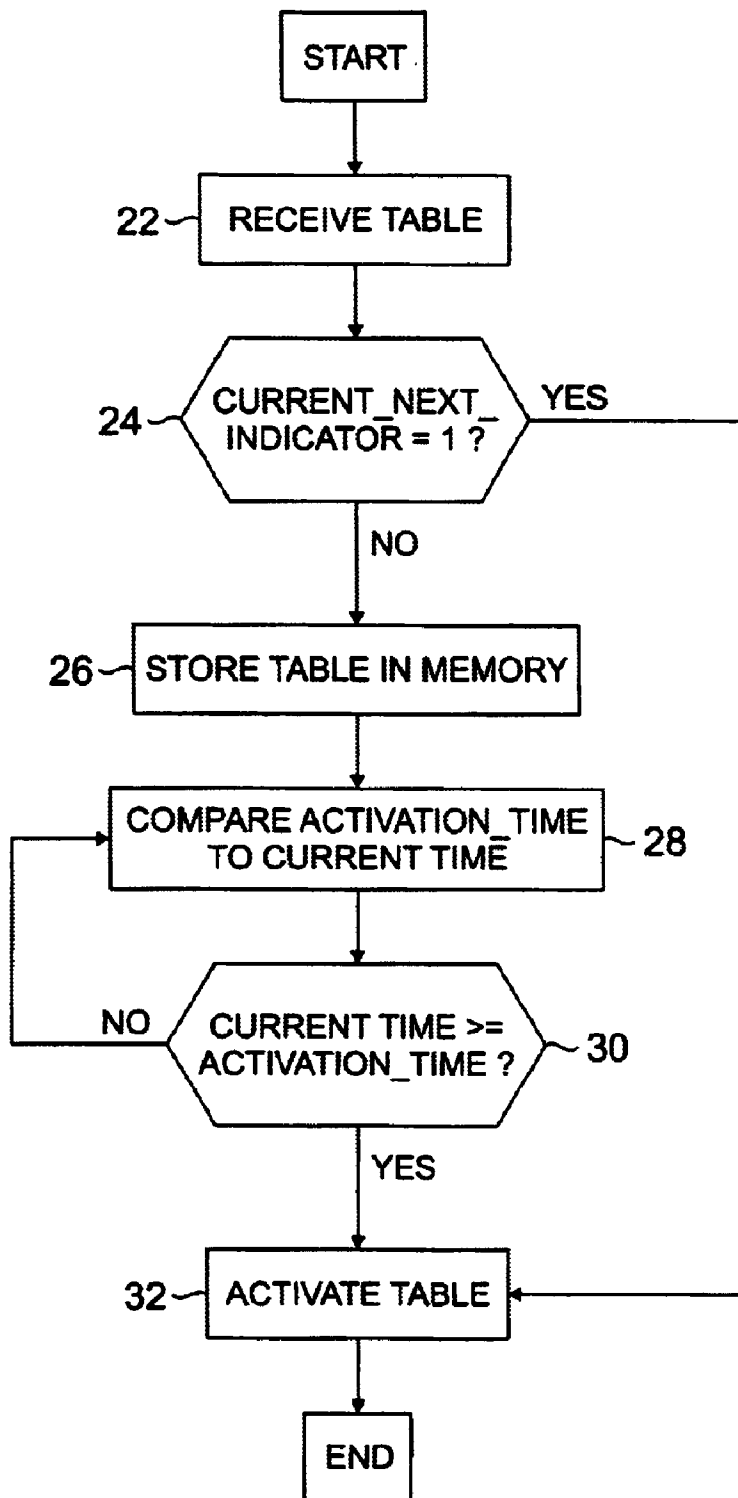 START
22
RECEIVE TABLE
24
CURRENT_NEXT_
INDICATOR = 1 ?
YES
NO
26
STORE TABLE IN MEMORY
COMPARE ACTIVATION_TIME
TO CURRENT TIME
28
NO
CURRENT TIME >=
ACTIVATION_TIME ?
30
YES
32
ACTIVATE TABLE
END